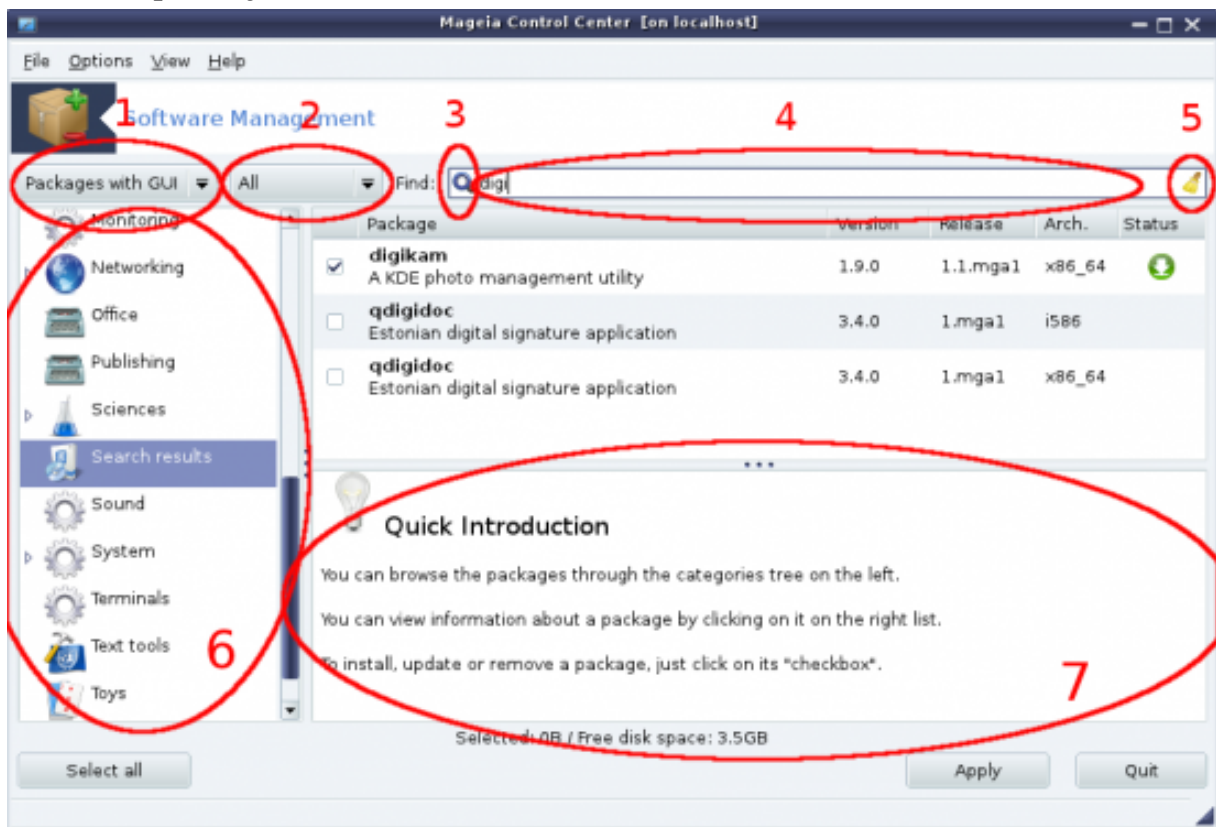 Mageia Control Center [on localhost]
File Options View Help
1 2 3 4 5
Software Management
Packages with GUI All Find: digi
Package Version Release Arch. Status
Monitoring
Networking
Office
Publishing
Sciences
Search results
Sound
System
Terminals
Text tools
Toys
6
digikam
A KDE photo management utility 1.9.0 1.1.mga1 x86_64
qdigidoc
Estonian digital signature application 3.4.0 1.mga1 i586
qdigidoc
Estonian digital signature application 3.4.0 1.mga1 x86_64
Quick Introduction
You can browse the packages through the categories tree on the left.
You can view information about a package by clicking on it on the right list.
To install, update or remove a package, just click on its "checkbox".
7
Selected: 0B / Free disk space: 3.5GB
Select all Apply Quit